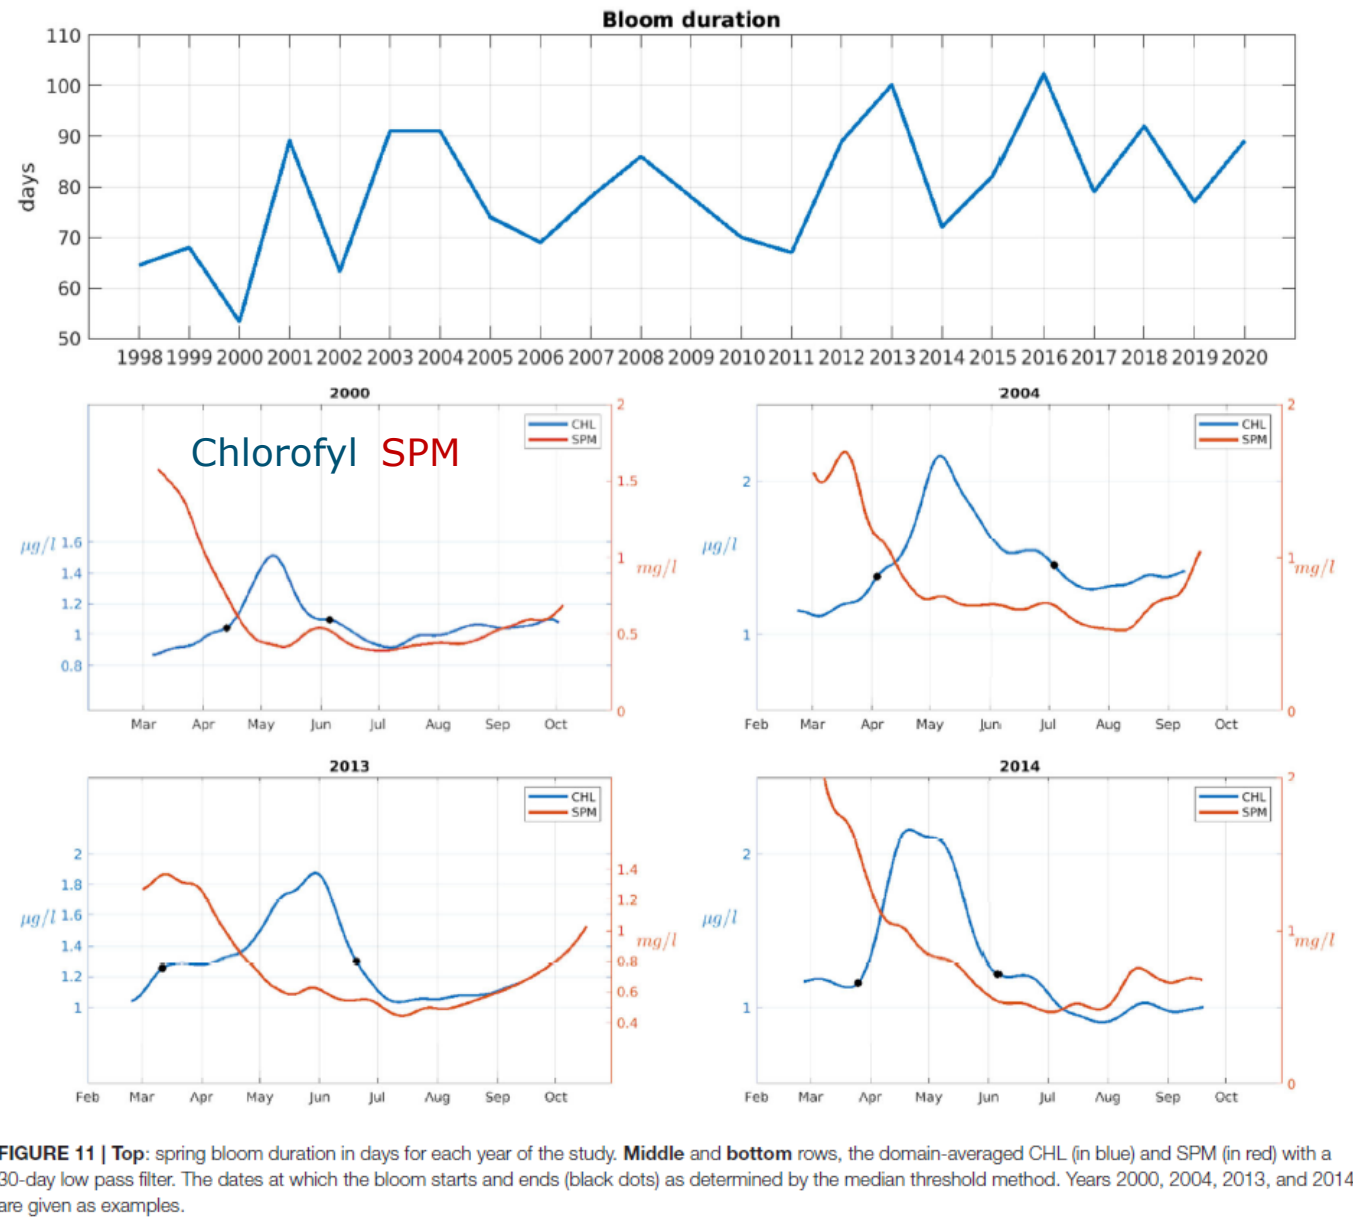 Bloom duration
110
100
90
80
70
60
50
days
1998 1999 2000 2001 2002 2003 2004 2005 2006 2007 2008 2009 2010 2011 2012 2013 2014 2015 2016 2017 2018 2019 2020
2000
Chlorofyl SPM
CHL
SPM
µg/l
1.6
1.4
1.2
1
0.8
2
1.5
1
0.5
0
mg/l
Mar Apr May Jun Jul Aug Sep Oct
2004
CHL
SPM
µg/l
2
1
2
1
0
mg/l
Feb Mar Apr May Jun Jul Aug Sep Oct
2013
CHL
SPM
µg/l
2
1.8
1.6
1.4
1.2
1
1.4
1.2
1
0.8
0.6
0.4
mg/l
Feb Mar Apr May Jun Jul Aug Sep Oct
2014
CHL
SPM
µg/l
2
1
2
1
0
mg/l
Feb Mar Apr May Jun Jul Aug Sep Oct
FIGURE 11 | Top: spring bloom duration in days for each year of the study. Middle and bottom rows, the domain-averaged CHL (in blue) and SPM (in red) with a
30-day low pass filter. The dates at which the bloom starts and ends (black dots) as determined by the median threshold method. Years 2000, 2004, 2013, and 2014
are given as examples.